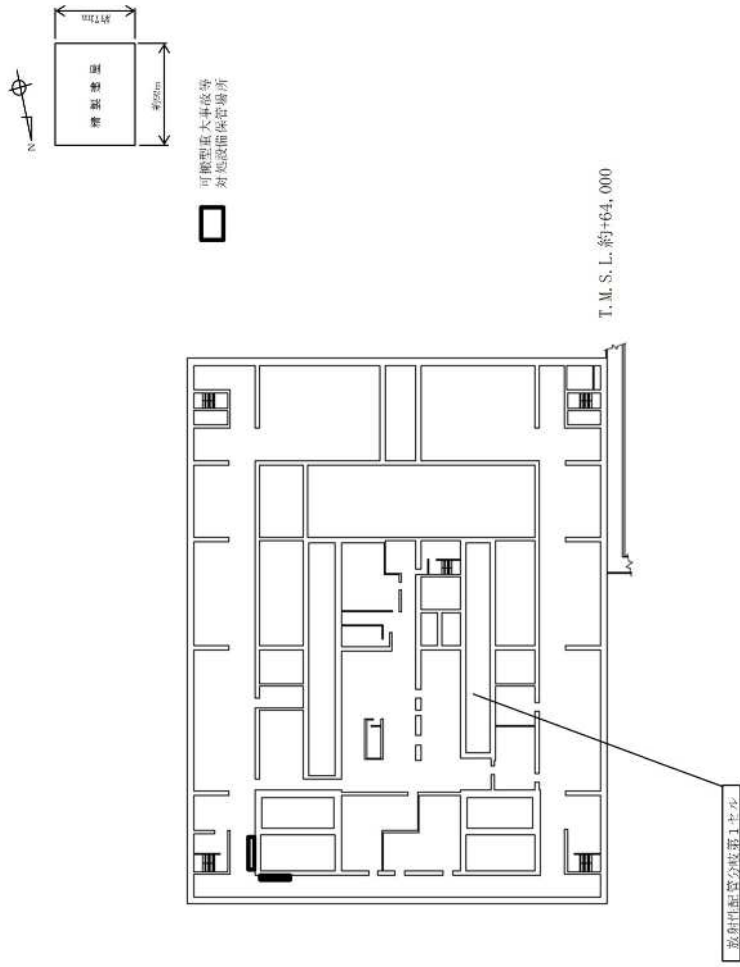 N
精製建屋
約92m
約71m
可搬型重大事故等
対処設備保管場所
T.M.S.L.約+64,000
放射性配管分岐第1セル